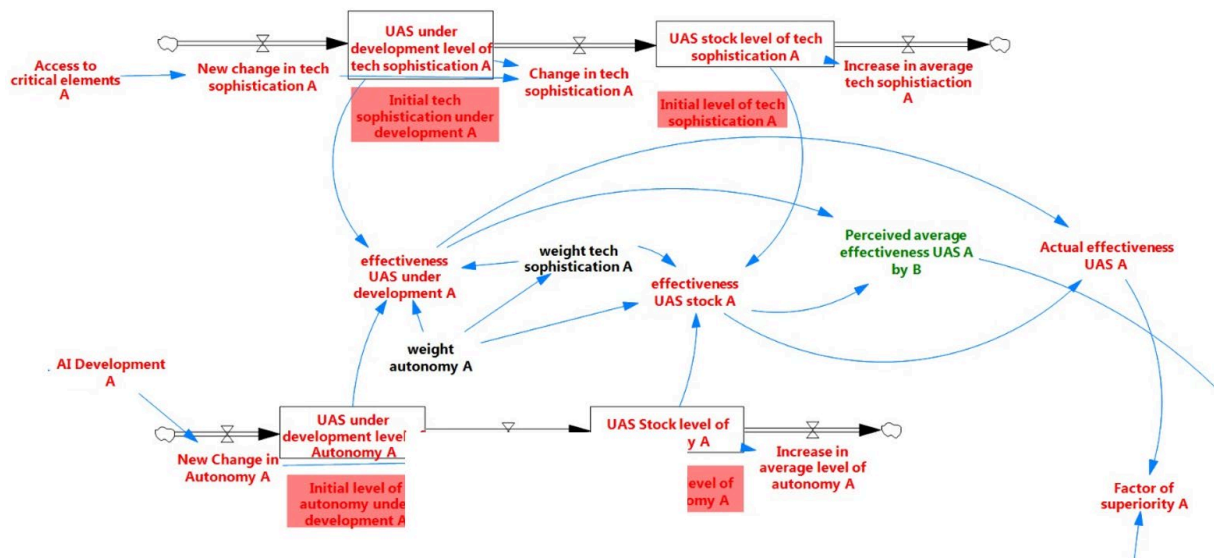 UAS under
development level of
tech sophistication A
UAS stock level of tech
sophistication A
Access to
critical elements
A
New change in tech
sophistication A
Change in tech
sophistication A
Increase in average
tech sophistiaction
A
Initial tech
sophistication under
development A
Initial level of tech
sophistication A
effectiveness
UAS under
development A
weight tech
sophistication A
effectiveness
UAS stock A
Perceived average
effectiveness UAS A
by B
Actual effectiveness
UAS A
weight
autonomy A
AI Development
A
UAS under
development level
Autonomy A
UAS Stock level of
y A
New Change in
Autonomy A
Increase in
average level of
autonomy A
Initial level of
autonomy unde
development A
level of
omy A
Factor of
superiority A